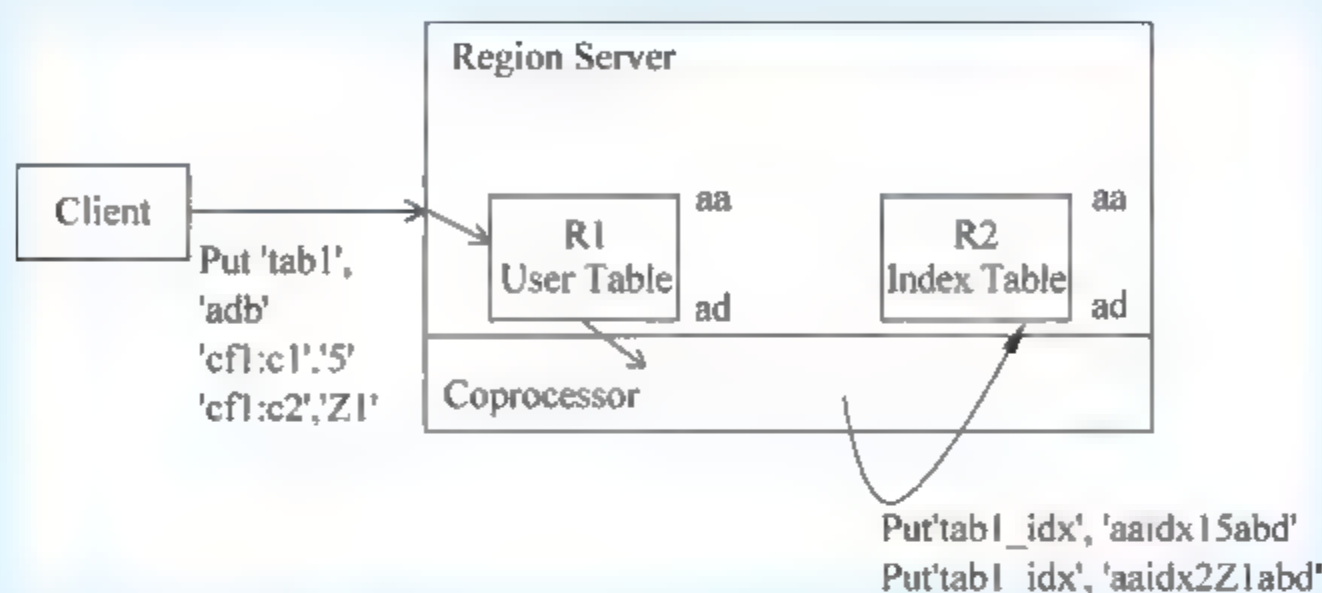 Region Server
Client
Put 'tab1',
'adb'
'cf1:c1','5'
'cf1:c2','Z1'
R1
User Table
aa
ad
R2
Index Table
aa
ad
Coprocessor
Put'tab1_idx', 'aaidx15abd'
Put'tab1_idx', 'aaidx2Z1abd'